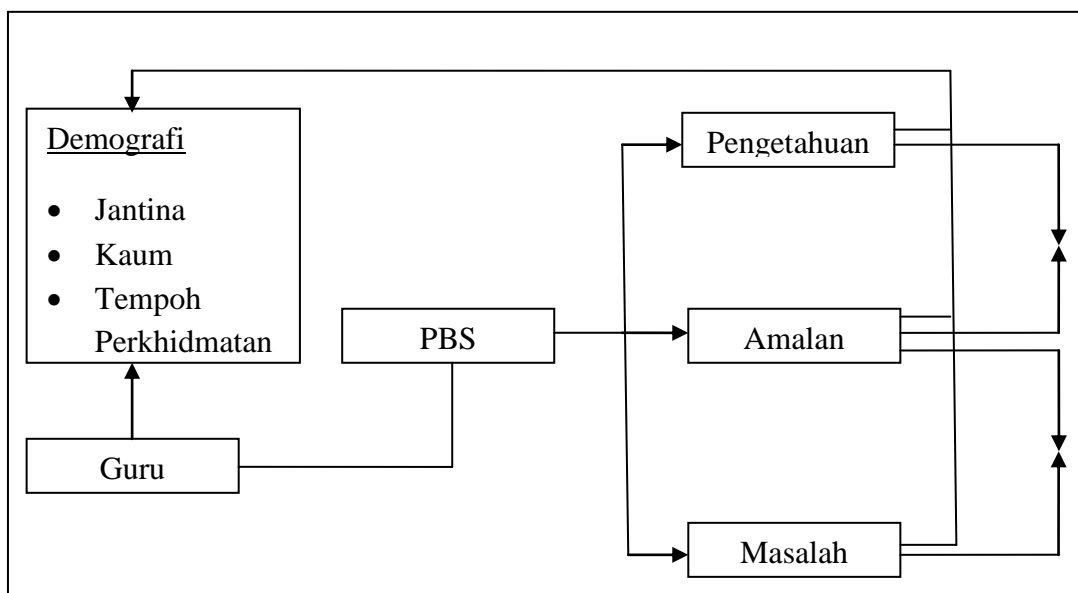 Demografi
• Jantina
• Kaum
• Tempoh
Perkhidmatan
Guru
PBS
Pengetahuan
Amalan
Masalah